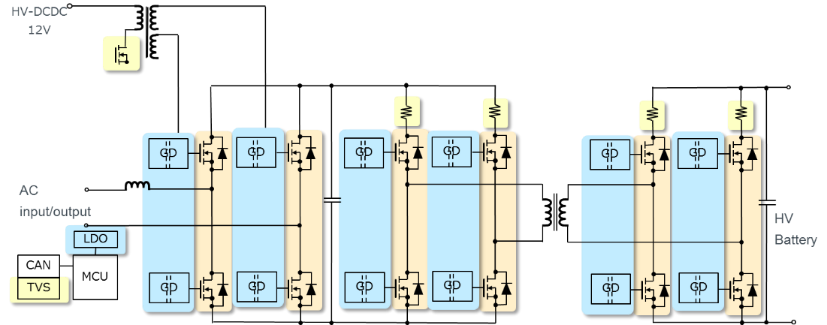 HV-DCDC
12V
GD
GD
GD
GD
GD
GD
AC
input/output
LDO
CAN
MCU
TVS
GD
GD
GD
GD
GD
GD
HV
Battery